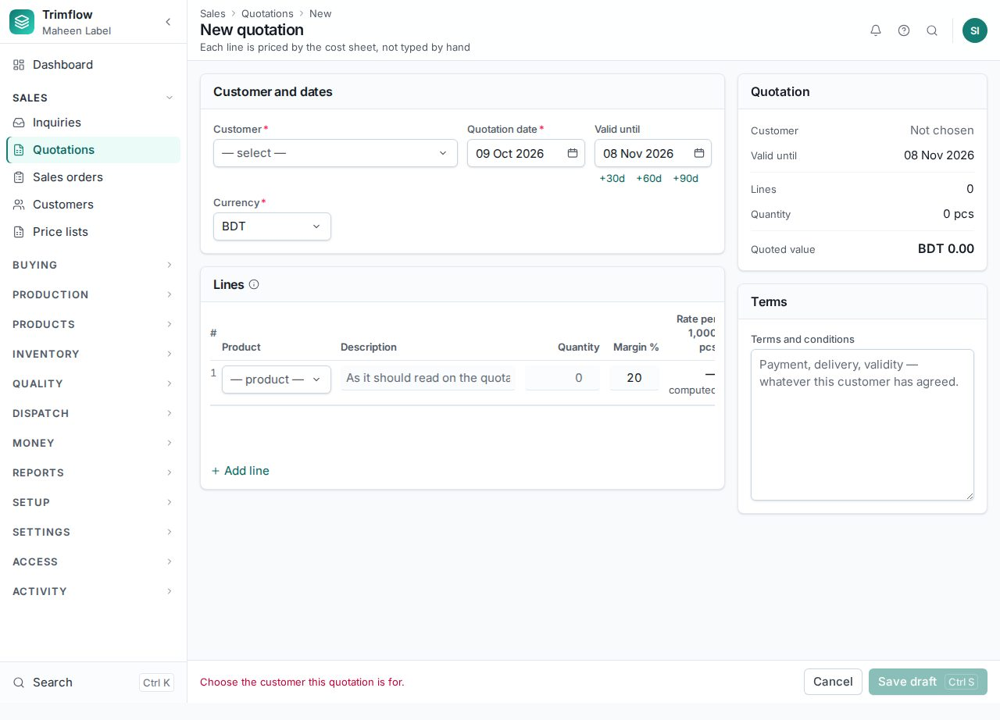 Trimflow
Maheen Label
Dashboard
SALES
Inquiries
Quotations
Sales orders
Customers
Price lists
BUYING
PRODUCTION
PRODUCTS
INVENTORY
QUALITY
DISPATCH
MONEY
REPORTS
SETUP
SETTINGS
ACCESS
ACTIVITY
Search Ctrl K
Sales > Quotations > New
New quotation
Each line is priced by the cost sheet, not typed by hand
SI
Customer and dates
Customer* Quotation date* Valid until
— select — 09 Oct 2026 08 Nov 2026
+30d +60d +90d
Currency*
BDT
Lines
# Product Description Quantity Margin % Rate per 1,000 pcs
1 — product — As it should read on the quota 0 20 —
computed
+ Add line
Quotation
Customer Not chosen
Valid until 08 Nov 2026
Lines 0
Quantity 0 pcs
Quoted value BDT 0.00
Terms
Terms and conditions
Payment, delivery, validity —
whatever this customer has agreed.
Choose the customer this quotation is for.
Cancel
Save draft Ctrl S